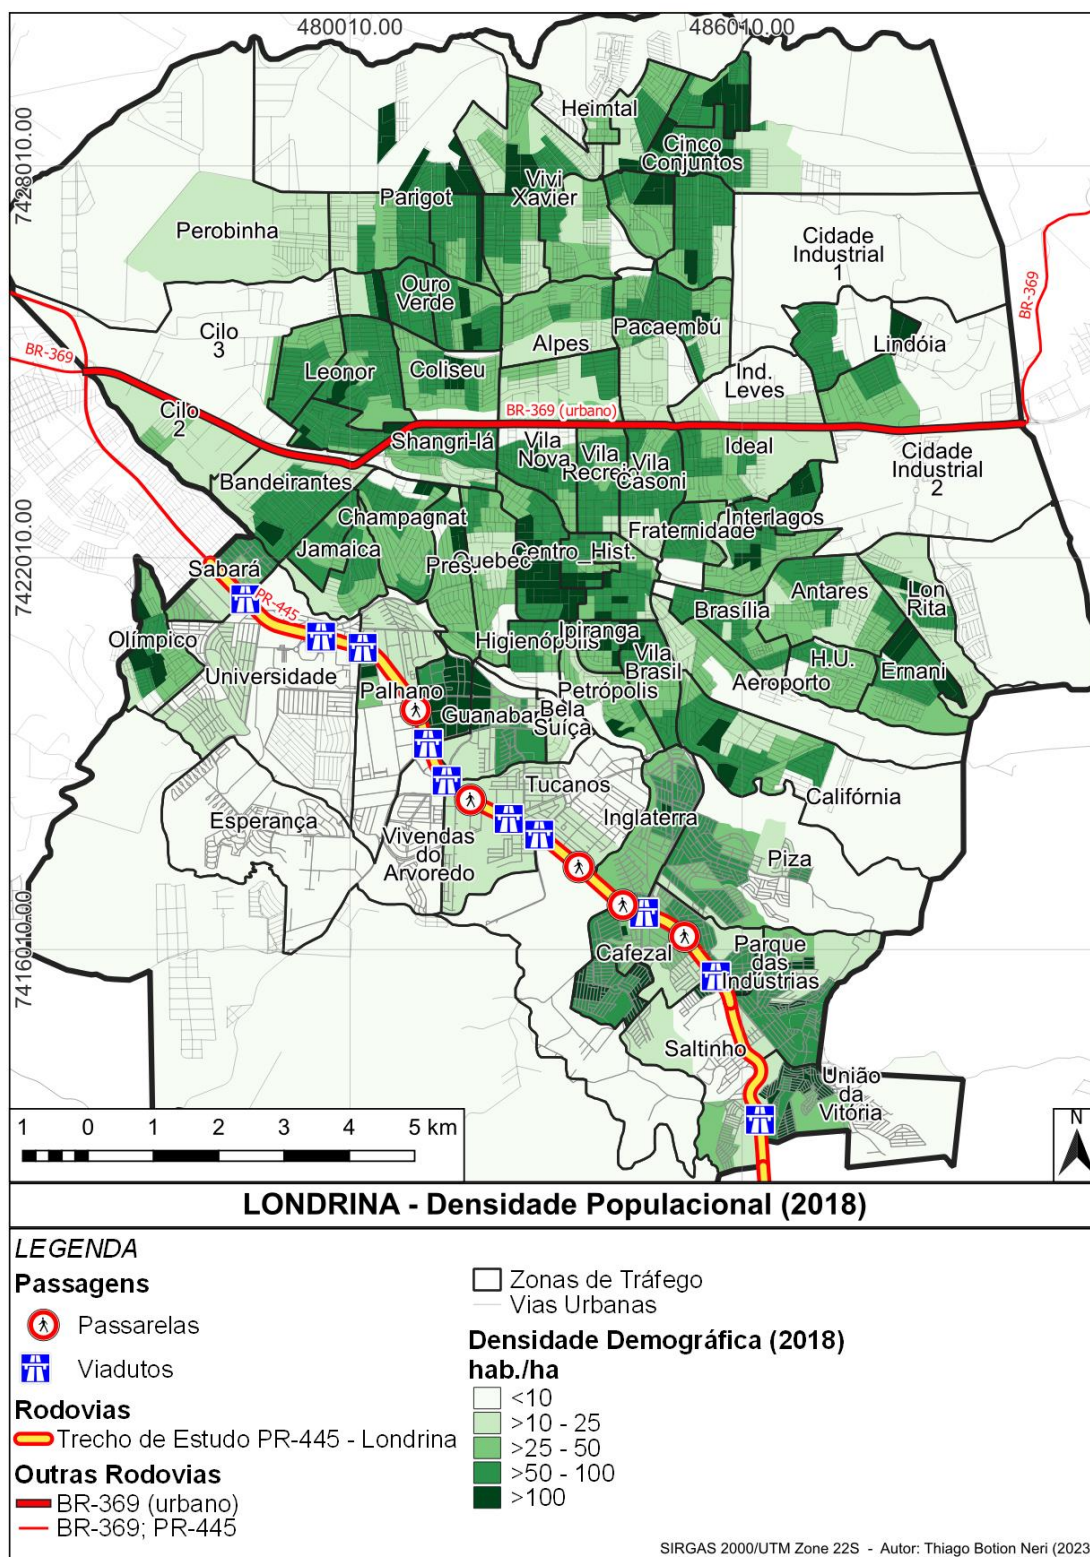 480010.00
486010.00
7428010.00
7422010.00
7416010.00
Heimtal
Cinco
Conjuntos
Vivi
Xavier
Parigot
Perobinha
Cidade
Industrial
1
BR-369
Ouro
Verde
Cilo
3
Pacaembú
Alpes
Lindóia
BR-369
Leonor
Coliseu
Ind.
Leves
Cilo
2
BR-369 (urbano)
Shangri-lá
Vila
Nova
Vila
Recrei
Vila
Casoni
Ideal
Cidade
Industrial
2
Bandeirantes
Champagnat
Interlagos
Fraternidade
Jamaica
Pres
Quebec
Centro_Hist.
Sabará
PR-445
Antares
Lon
Rita
Brasília
Olímpico
Higienópolis
Ipiranga
Universidade
Vila
Brasil
H.U.
Ernani
Aeroporto
Palhano
Petrópolis
Guanabar
Bela
Suíça
Tucanos
Califórnia
Inglaterra
Esperança
Vivendas
do
Arvoredo
Piza
Cafezal
Parque
das
Indústrias
Saltinho
União
da
Vitória
1 0 1 2 3 4 5 km
N
LONDRINA - Densidade Populacional (2018)
LEGENDA
Passagens
Passarelas
Viadutos
Rodovias
Trecho de Estudo PR-445 - Londrina
Outras Rodovias
BR-369 (urbano)
BR-369; PR-445
Zonas de Tráfego
Vias Urbanas
Densidade Demográfica (2018)
hab./ha
<10
>10 - 25
>25 - 50
>50 - 100
>100
SIRGAS 2000/UTM Zone 22S - Autor: Thiago Botion Neri (2023